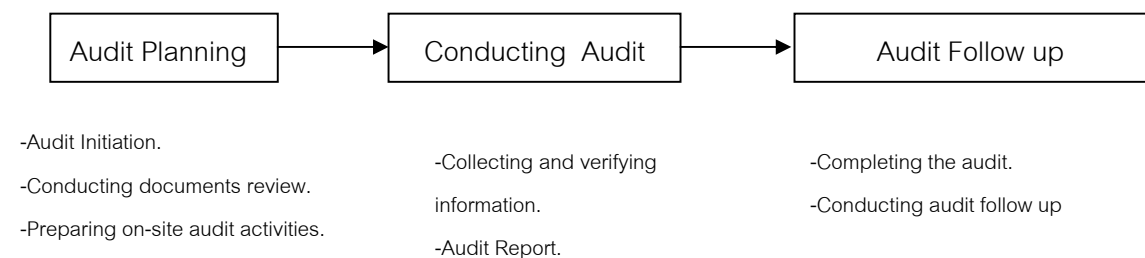 Audit Planning
Conducting Audit
Audit Follow up
-Audit Initiation.
-Conducting documents review.
-Preparing on-site audit activities.
-Collecting and verifying
information.
-Audit Report.
-Completing the audit.
-Conducting audit follow up